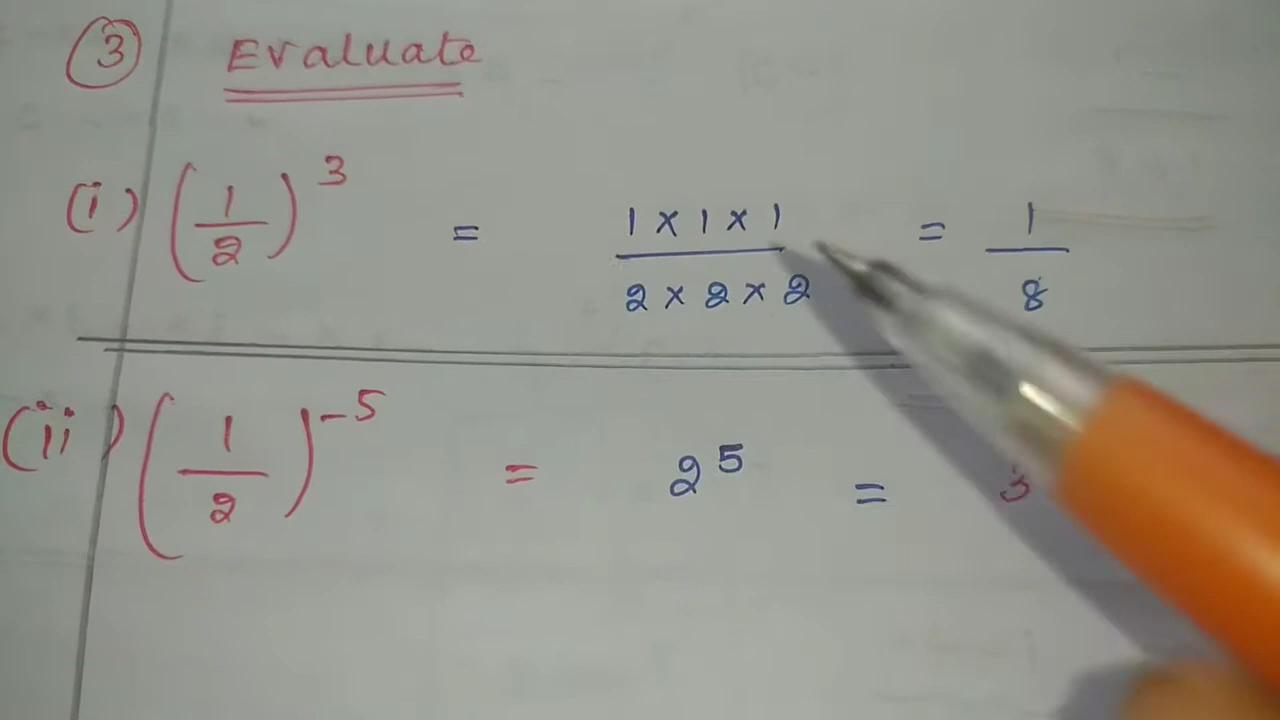 3 Evaluate
(i) (1/2)^3 = 1 × 1 × 1 / 2 × 2 × 2 = 1/8
(ii) (1/2)^-5 = 2^5 = 3